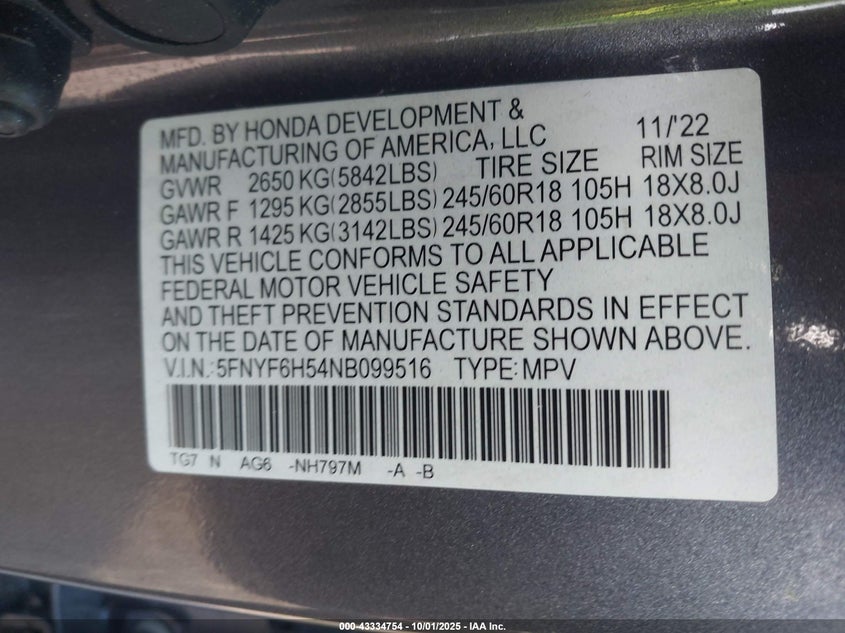 MFD. BY HONDA DEVELOPMENT &
MANUFACTURING OF AMERICA, LLC 11/'22
GVWR 2650 KG(5842LBS) TIRE SIZE RIM SIZE
GAWR F 1295 KG(2855LBS) 245/60R18 105H 18X8.0J
GAWR R 1425 KG(3142LBS) 245/60R18 105H 18X8.0J
THIS VEHICLE CONFORMS TO ALL APPLICABLE
FEDERAL MOTOR VEHICLE SAFETY
AND THEFT PREVENTION STANDARDS IN EFFECT
ON THE DATE OF MANUFACTURE SHOWN ABOVE.
V.I.N.:5FNYF6H54NB099516 TYPE:MPV
TG7 N AG6 -NH797M -A -B
000-43334754 - 10/01/2025 - IAA Inc.